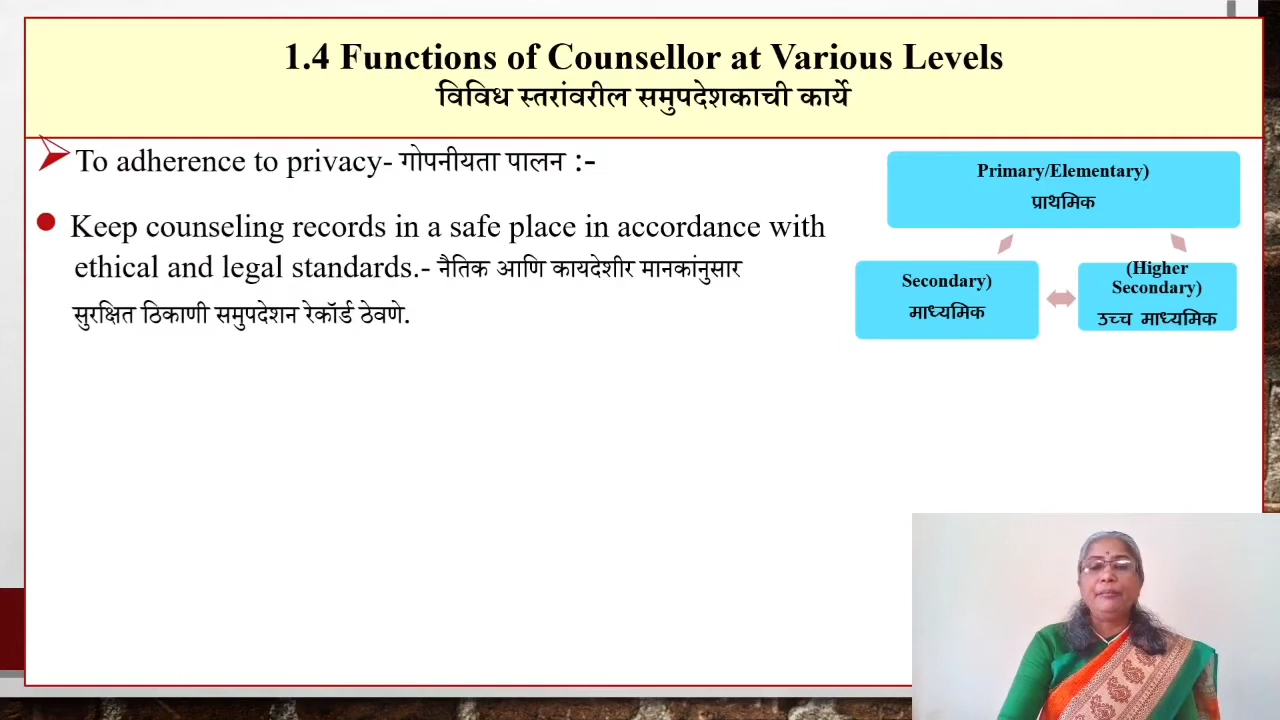 1.4 Functions of Counsellor at Various Levels
विविध स्तरांवरील समुपदेशकाची कार्ये
To adherence to privacy- गोपनीयता पालन :-
Keep counseling records in a safe place in accordance with
ethical and legal standards.- नैतिक आणि कायदेशीर मानकांनुसार
सुरक्षित ठिकाणी समुपदेशन रेकॉर्ड ठेवणे.
Primary/Elementary)
प्राथमिक
Secondary)
माध्यमिक
(Higher
Secondary)
उच्च माध्यमिक